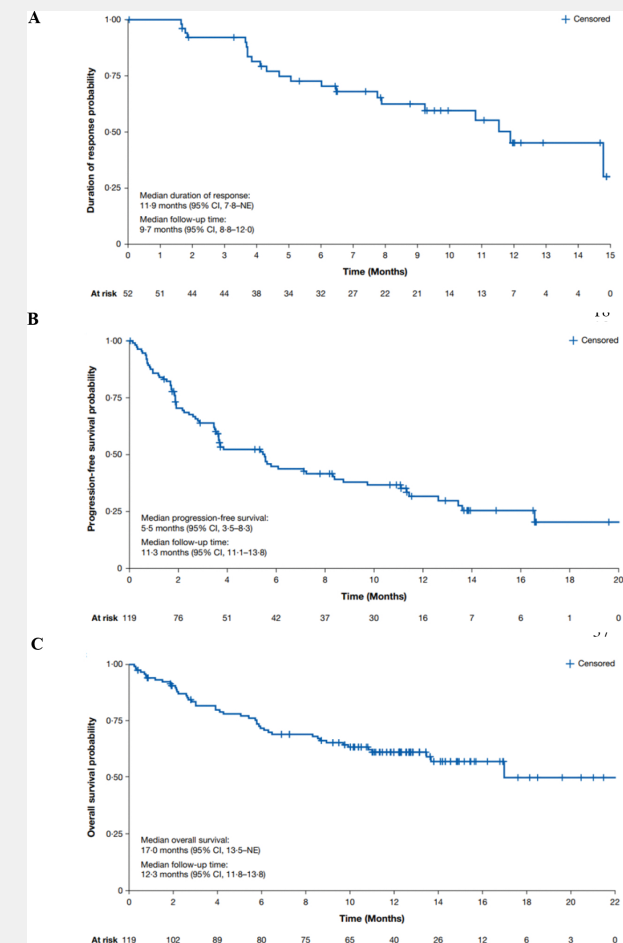 A
Censored
1·00
0·75
0·50
0·25
0
Duration of response probability
Median duration of response:
11·9 months (95% CI, 7·8–NE)
Median follow-up time:
9·7 months (95% CI, 8·8–12·0)
0 1 2 3 4 5 6 7 8 9 10 11 12 13 14 15
Time (Months)
At risk 52 51 44 44 38 34 32 27 22 21 14 13 7 4 4 0
B
Censored
1·00
0·75
0·50
0·25
0
Progression-free survival probability
Median progression-free survival:
5·5 months (95% CI, 3·5–8·3)
Median follow-up time:
11·3 months (95% CI, 11·1–13·8)
0 2 4 6 8 10 12 14 16 18 20
Time (Months)
At risk 119 76 51 42 37 30 16 7 6 1 0
C
Censored
1·00
0·75
0·50
0·25
0
Overall survival probability
Median overall survival:
17·0 months (95% CI, 13·5–NE)
Median follow-up time:
12·3 months (95% CI, 11·8–13·8)
0 2 4 6 8 10 12 14 16 18 20 22
Time (Months)
At risk 119 102 89 80 75 65 40 26 12 6 3 0